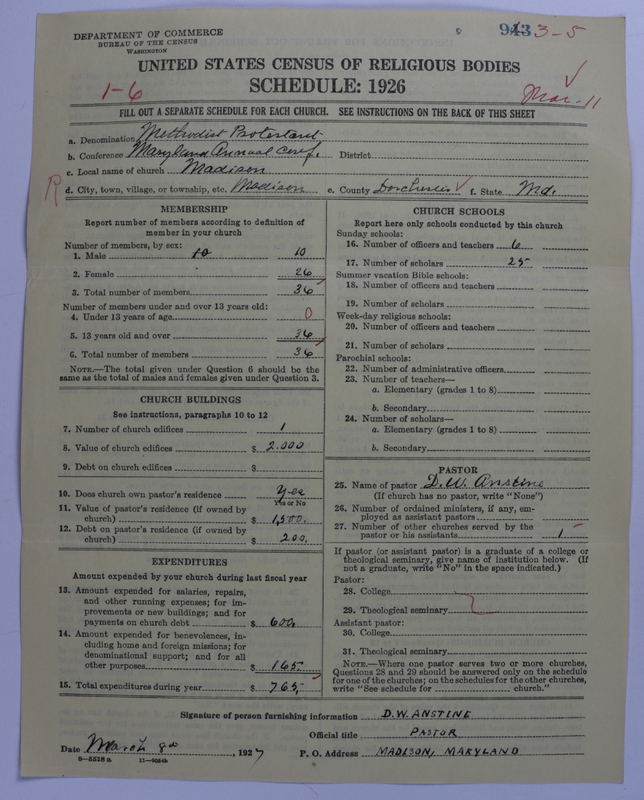 DEPARTMENT OF COMMERCE
BUREAU OF THE CENSUS
WASHINGTON
943 3-5
UNITED STATES CENSUS OF RELIGIOUS BODIES
SCHEDULE: 1926
1-6
Mar. 11
FILL OUT A SEPARATE SCHEDULE FOR EACH CHURCH. SEE INSTRUCTIONS ON THE BACK OF THIS SHEET
a. Denomination Methodist Protestant
b. Conference Maryland Annual Conf. District
c. Local name of church Madison
R d. City, town, village, or township, etc. Madison e. County Dorchester f. State Md.
MEMBERSHIP
Report number of members according to definition of
member in your church
Number of members, by sex:
1. Male 10 10
2. Female 26
3. Total number of members 36
Number of members under and over 13 years old:
4. Under 13 years of age 0
5. 13 years old and over 36
6. Total number of members 36
NOTE.—The total given under Question 6 should be
same as the total of males and females given under Question 3.
CHURCH BUILDINGS
See instructions, paragraphs 10 to 12
7. Number of church edifices 1
8. Value of church edifices $ 2.000
9. Debt on church edifices $
10. Does church own pastor's residence Yes
Yes or No
11. Value of pastor's residence (if owned by
church) $ 1,500.
12. Debt on pastor's residence (if owned by
church) $ 200.
EXPENDITURES
Amount expended by your church during last fiscal year
13. Amount expended for salaries, repairs,
and other running expenses; for im-
provements or new buildings; and for
payments on church debt $ 600.
14. Amount expended for benevolences, in-
cluding home and foreign missions; for
denominational support; and for all
other purposes $ 165.
15. Total expenditures during year $ 765.
CHURCH SCHOOLS
Report here only schools conducted by this church
Sunday schools:
16. Number of officers and teachers 6
17. Number of scholars 25
Summer vacation Bible schools:
18. Number of officers and teachers
19. Number of scholars
Week-day religious schools:
20. Number of officers and teachers
21. Number of scholars
Parochial schools:
22. Number of administrative officers
23. Number of teachers—
a. Elementary (grades 1 to 8)
b. Secondary
24. Number of scholars—
a. Elementary (grades 1 to 8)
b. Secondary
PASTOR
25. Name of pastor D. W. Anstine
(If church has no pastor, write "None")
26. Number of ordained ministers, if any, em-
ployed as assistant pastors
27. Number of other churches served by the
pastor or his assistants 1
If pastor (or assistant pastor) is a graduate of a college or
theological seminary, give name of institution below. (If
not a graduate, write "No" in the space indicated.)
Pastor:
28. College
29. Theological seminary
Assistant pastor:
30. College
31. Theological seminary
NOTE.—Where one pastor serves two or more churches,
Questions 28 and 29 should be answered only on the schedule
for one of the churches; on the schedules for the other churches,
write "See schedule for church."
Signature of person furnishing information D. W. ANSTINE
Official title PASTOR
Date March 8th, 1927 P. O. Address MADISON, MARYLAND